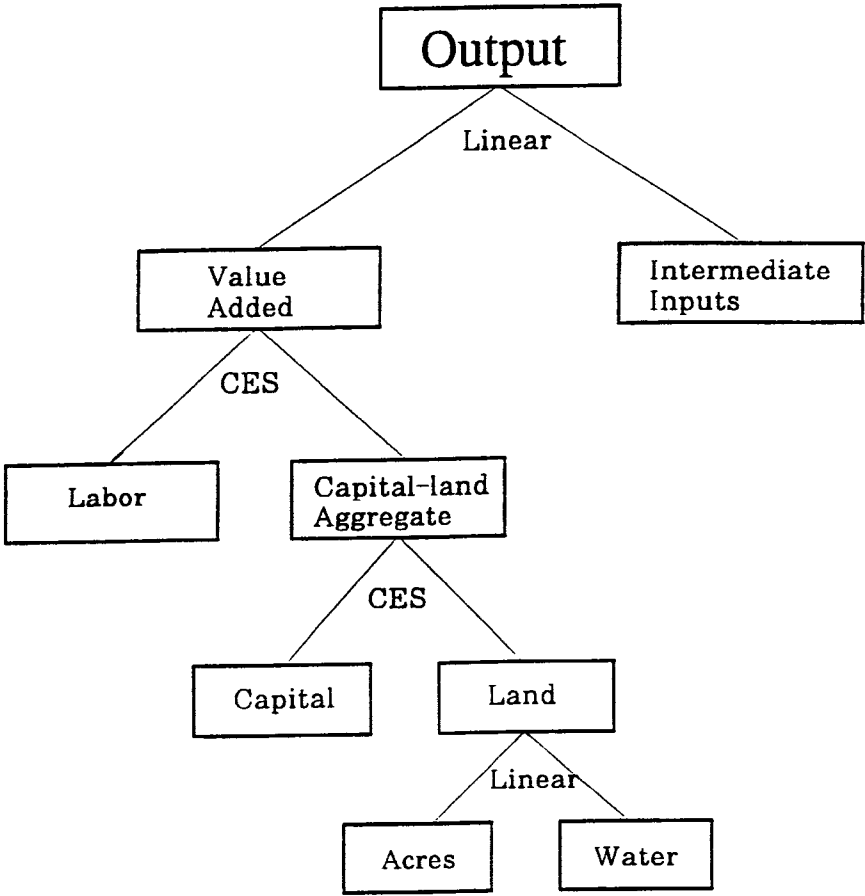 Output
Linear
Value
Added
Intermediate
Inputs
CES
Labor
Capital-land
Aggregate
CES
Capital
Land
Linear
Acres
Water